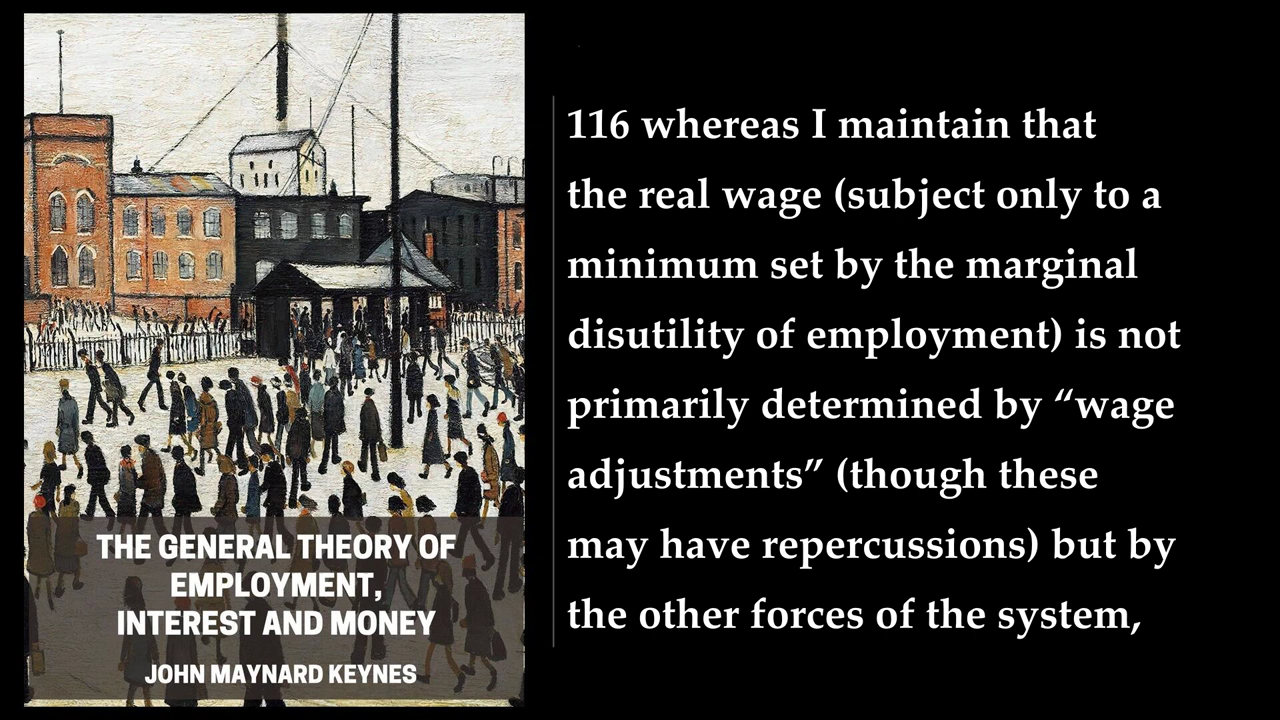 THE GENERAL THEORY OF
EMPLOYMENT,
INTEREST AND MONEY
JOHN MAYNARD KEYNES
116 whereas I maintain that
the real wage (subject only to a
minimum set by the marginal
disutility of employment) is not
primarily determined by “wage
adjustments” (though these
may have repercussions) but by
the other forces of the system,